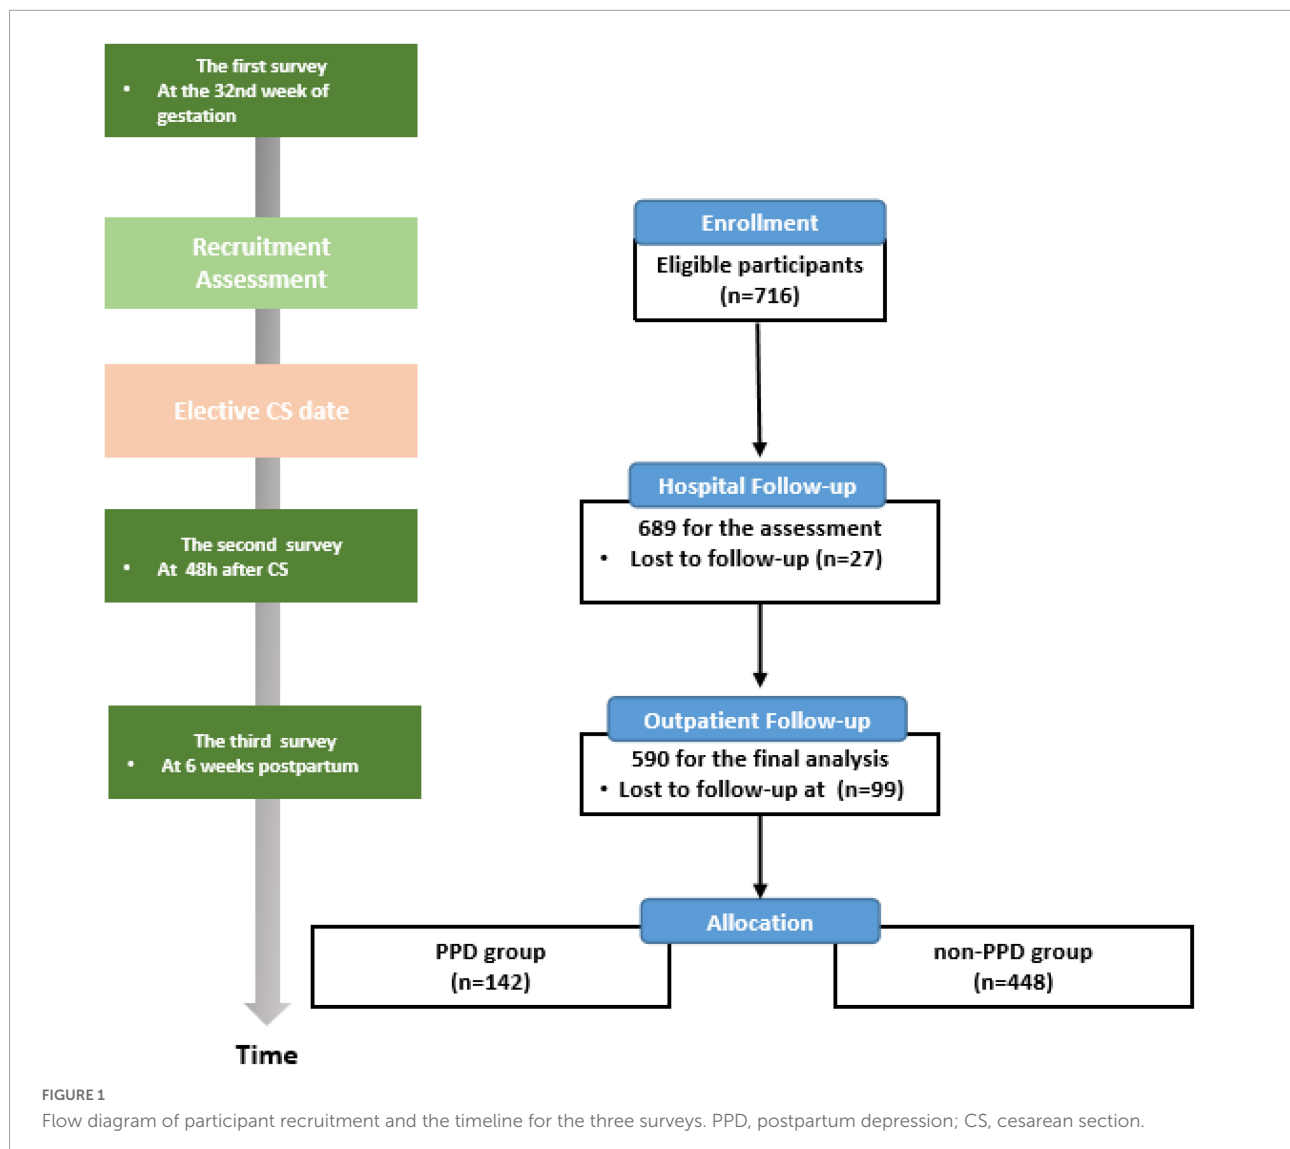 The first survey
• At the 32nd week of
gestation
Recruitment
Assessment
Elective CS date
The second survey
• At 48h after CS
The third survey
• At 6 weeks postpartum
Time
Enrollment
Eligible participants
(n=716)
Hospital Follow-up
689 for the assessment
• Lost to follow-up (n=27)
Outpatient Follow-up
590 for the final analysis
• Lost to follow-up at (n=99)
Allocation
PPD group
(n=142)
non-PPD group
(n=448)
FIGURE 1
Flow diagram of participant recruitment and the timeline for the three surveys. PPD, postpartum depression; CS, cesarean section.